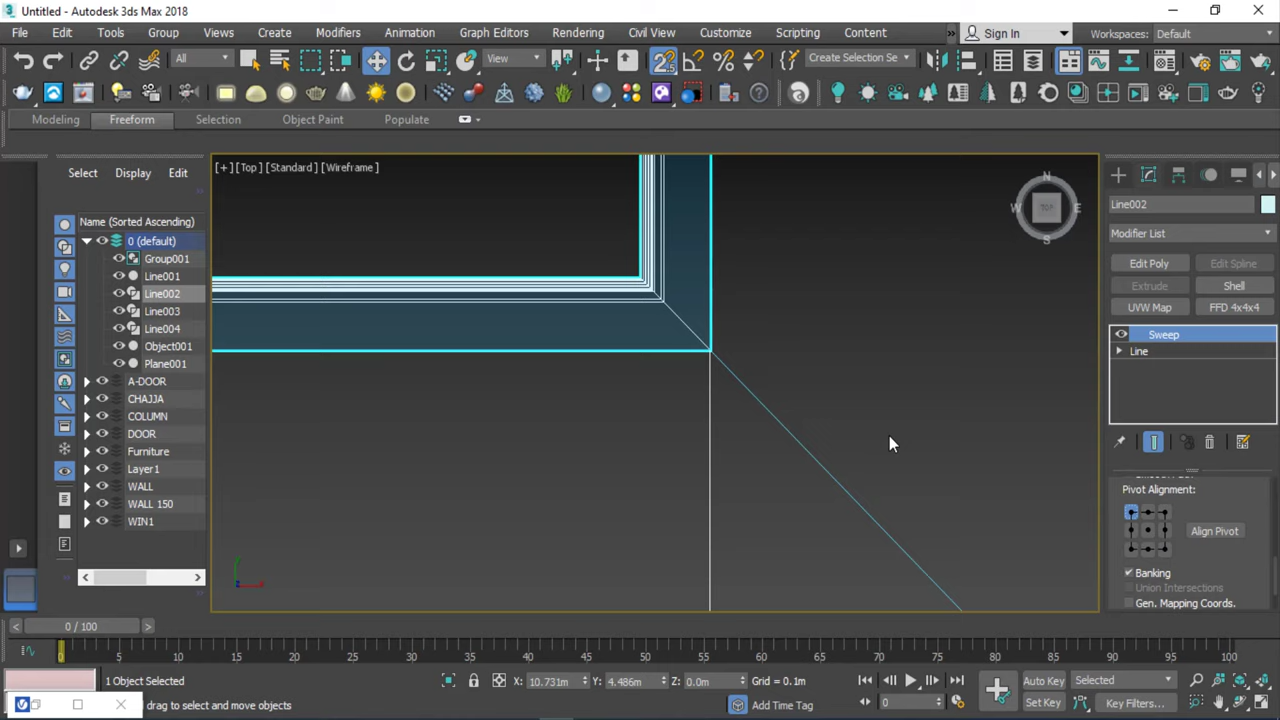 Untitled - Autodesk 3ds Max 2018
File Edit Tools Group Views Create Modifiers Animation Graph Editors Rendering Civil View Customize Scripting Content » Sign In Workspaces: Default
All View Create Selection Se
Modeling Freeform Selection Object Paint Populate
Select Display Edit
[+] [Top] [Standard] [Wireframe]
Name (Sorted Ascending)
0 (default)
Group001
Line001
Line002
Line003
Line004
Object001
Plane001
A-DOOR
CHAJJA
COLUMN
DOOR
Furniture
Layer1
WALL
WALL 150
WIN1
N
W TOP E
S
Line002
Modifier List
Edit Poly Edit Spline
Extrude Shell
UVW Map FFD 4x4x4
Sweep
Line
Pivot Alignment:
Align Pivot
Banking
Union Intersections
Gen. Mapping Coords.
0 / 100
0 5 10 15 20 25 30 35 40 45 50 55 60 65 70 75 80 85 90 95 100
1 Object Selected X: 10.731m Y: 4.486m Z: 0.0m Grid = 0.1m Auto Key Selected
drag to select and move objects Add Time Tag 0 Set Key Key Filters...